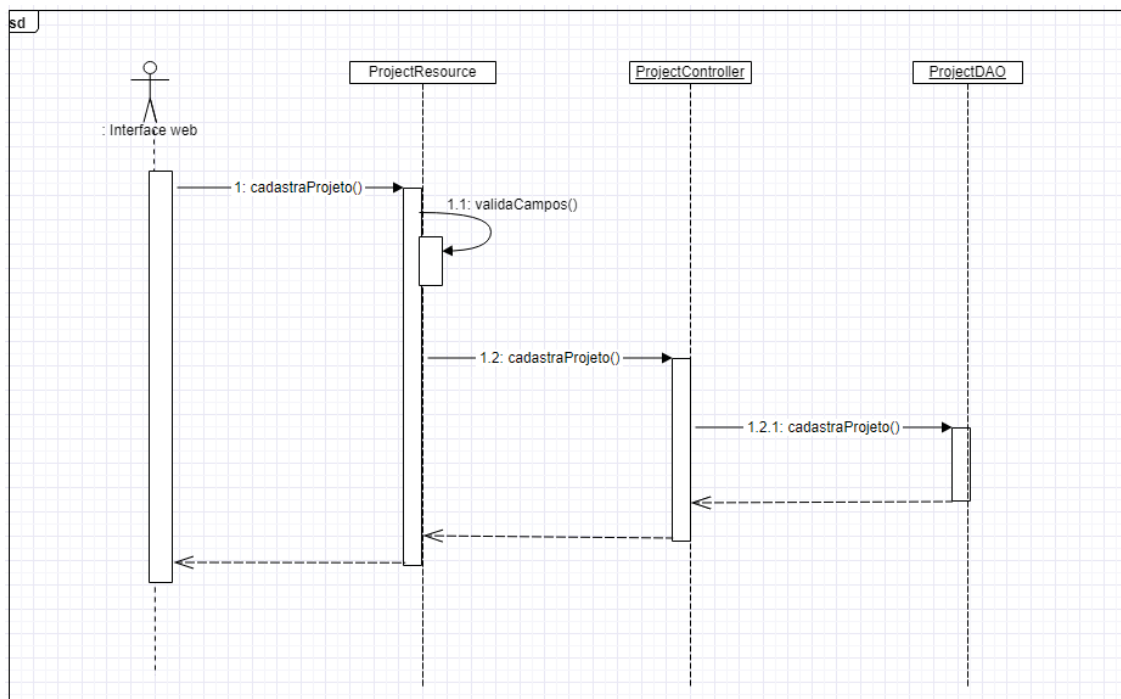 sd
ProjectResource
ProjectController
ProjectDAO
: Interface web
1: cadastraProjeto()
1.1: validaCampos()
1.2: cadastraProjeto()
1.2.1: cadastraProjeto()